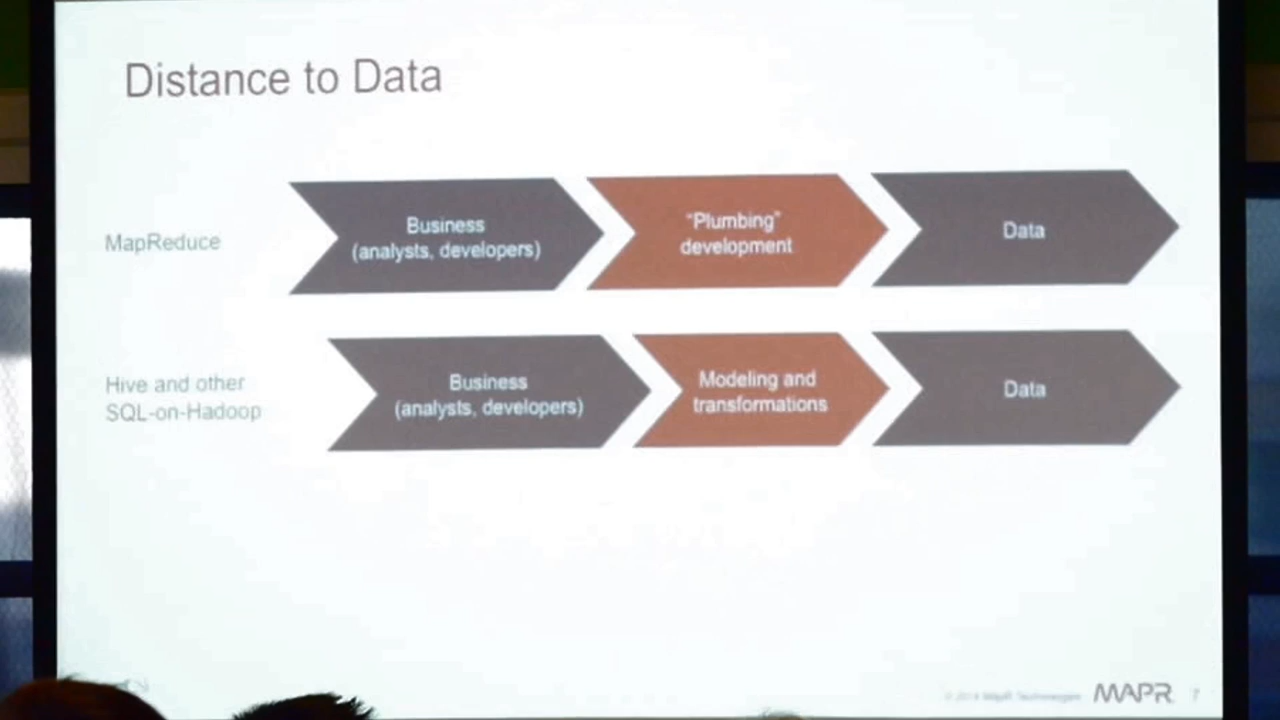 Distance to Data
MapReduce
Business
(analysts, developers)
"Plumbing"
development
Data
Hive and other
SQL-on-Hadoop
Business
(analysts, developers)
Modeling and
transformations
Data
MAPR
7